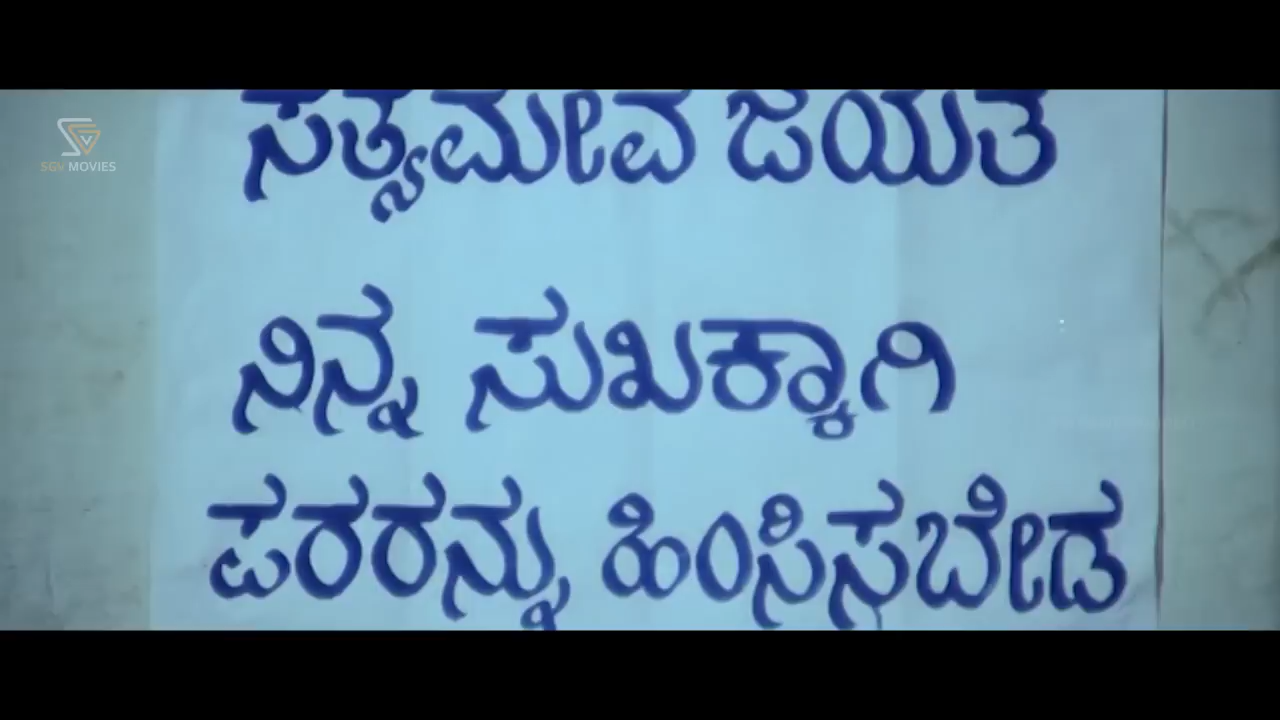 SGV MOVIES
ಸತ್ಯಮೇವ ಜಯತೆ
ನಿನ್ನ ಸುಖಕ್ಕಾಗಿ
ಪರರನ್ನು ಹಿಂಸಿಸಬೇಡ